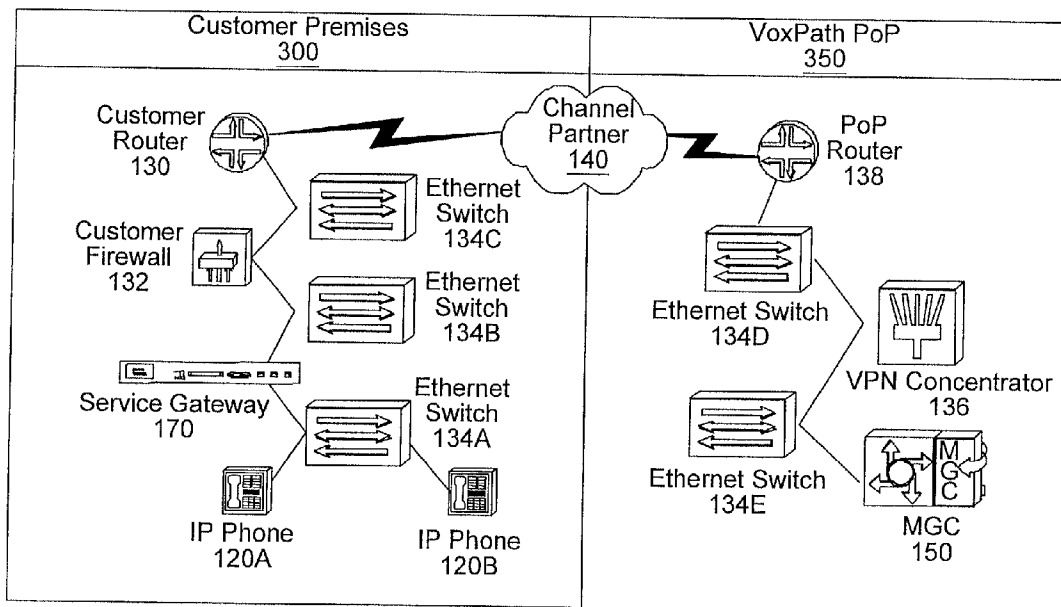 Customer Premises
300
VoxPath PoP
350
Customer
Router
130
Channel
Partner
140
PoP
Router
138
Ethernet
Switch
134C
Customer
Firewall
132
Ethernet
Switch
134B
Ethernet Switch
134D
VPN Concentrator
136
Service Gateway
170
Ethernet
Switch
134A
Ethernet Switch
134E
M
G
C
MGC
150
IP Phone
120A
IP Phone
120B